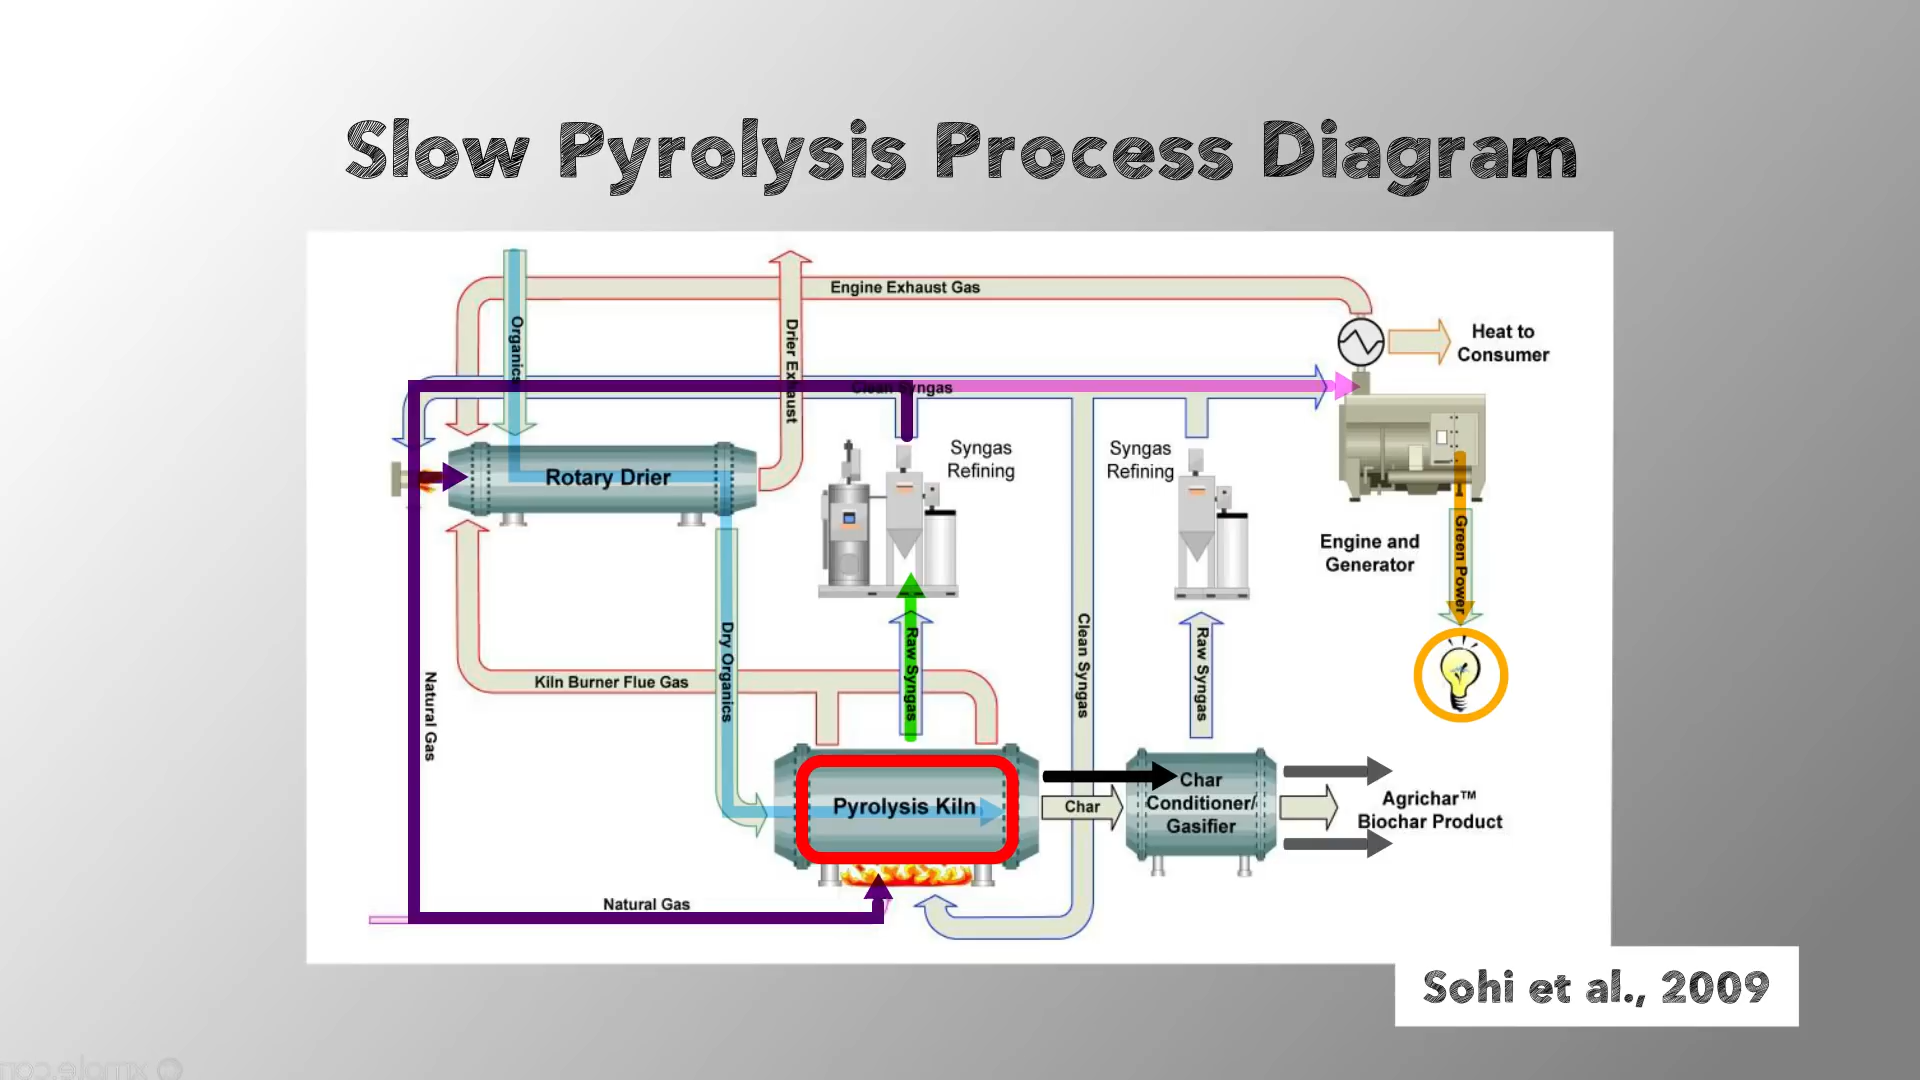 Slow Pyrolysis Process Diagram
Engine Exhaust Gas
Organics
Drier Exhaust
Heat to
Consumer
Clean Syngas
Rotary Drier
Syngas
Refining
Syngas
Refining
Engine and
Generator
Green Power
Natural Gas
Kiln Burner Flue Gas
Dry Organics
Raw Syngas
Clean Syngas
Raw Syngas
Pyrolysis Kiln
Char
Char
Conditioner/
Gasifier
Agrichar™
Biochar Product
Natural Gas
Sohi et al., 2009